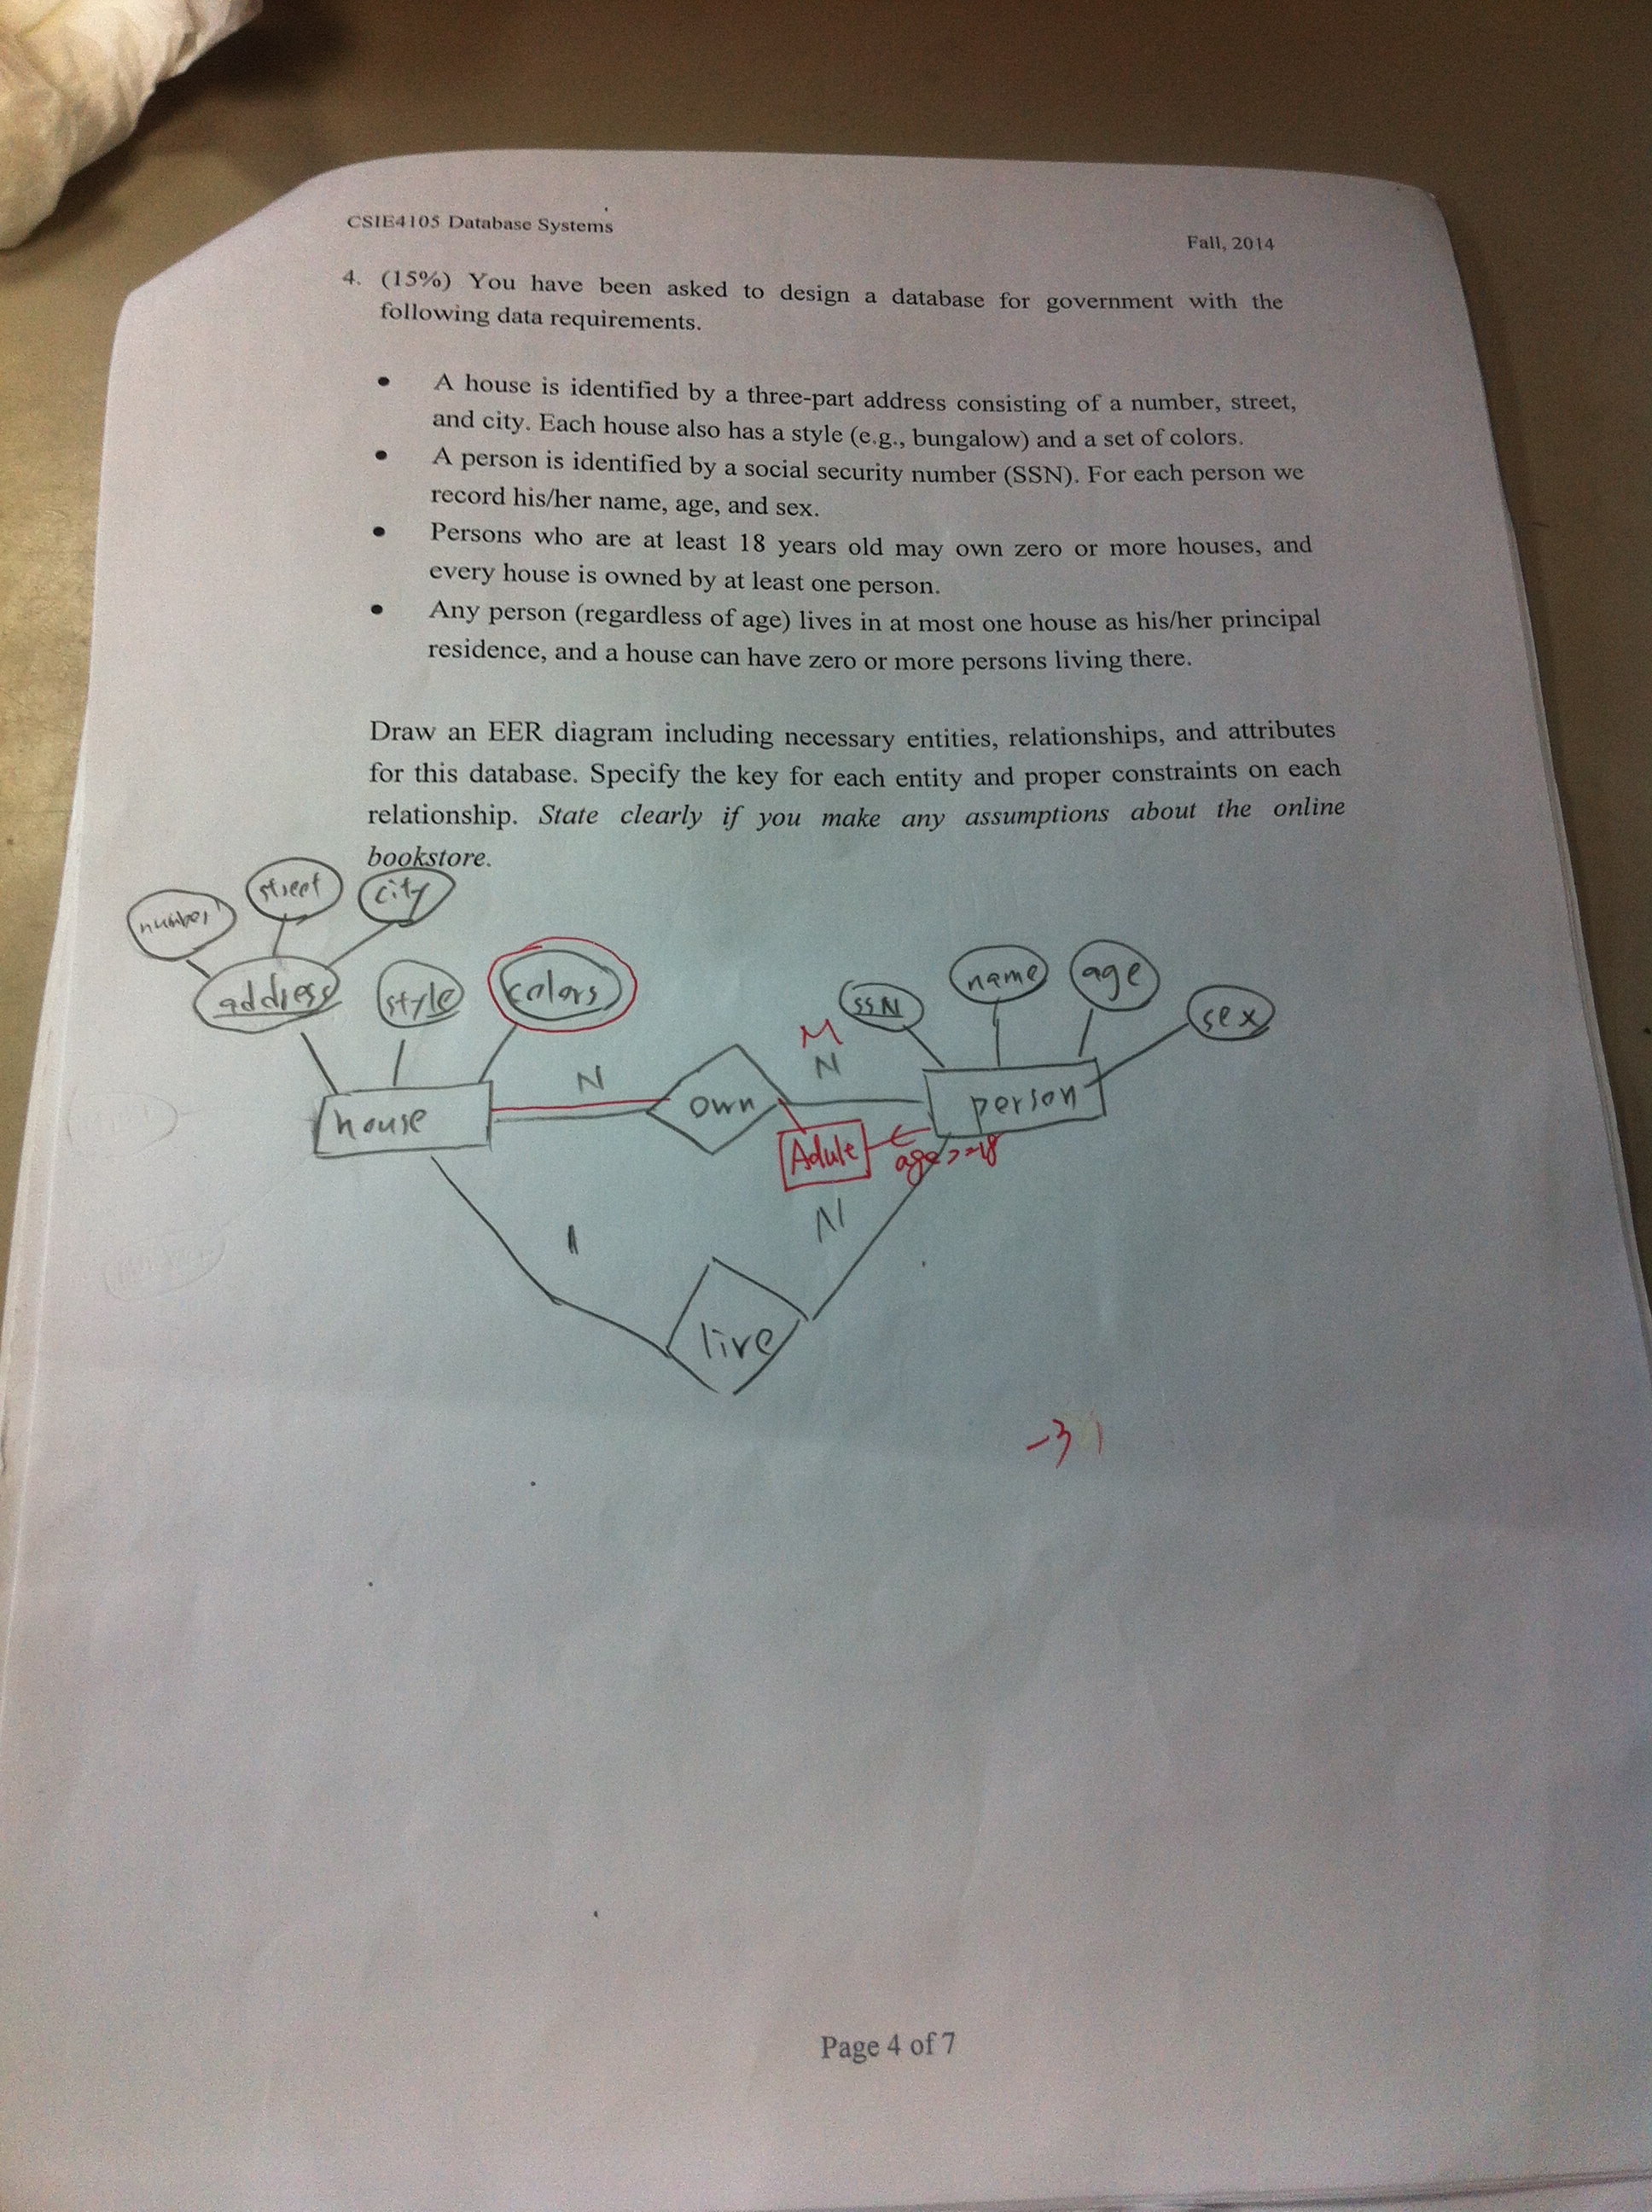 CSIE4105 Database Systems
Fall, 2014
4. (15%) You have been asked to design a database for government with the
following data requirements.
• A house is identified by a three-part address consisting of a number, street,
and city. Each house also has a style (e.g., bungalow) and a set of colors.
• A person is identified by a social security number (SSN). For each person we
record his/her name, age, and sex.
• Persons who are at least 18 years old may own zero or more houses, and
every house is owned by at least one person.
• Any person (regardless of age) lives in at most one house as his/her principal
residence, and a house can have zero or more persons living there.
Draw an EER diagram including necessary entities, relationships, and attributes
for this database. Specify the key for each entity and proper constraints on each
relationship. State clearly if you make any assumptions about the online
bookstore.
number street city
address style colors
SSN name age sex
M
N N
house own person
Adult age>=18
1 N
live
-3
Page 4 of 7